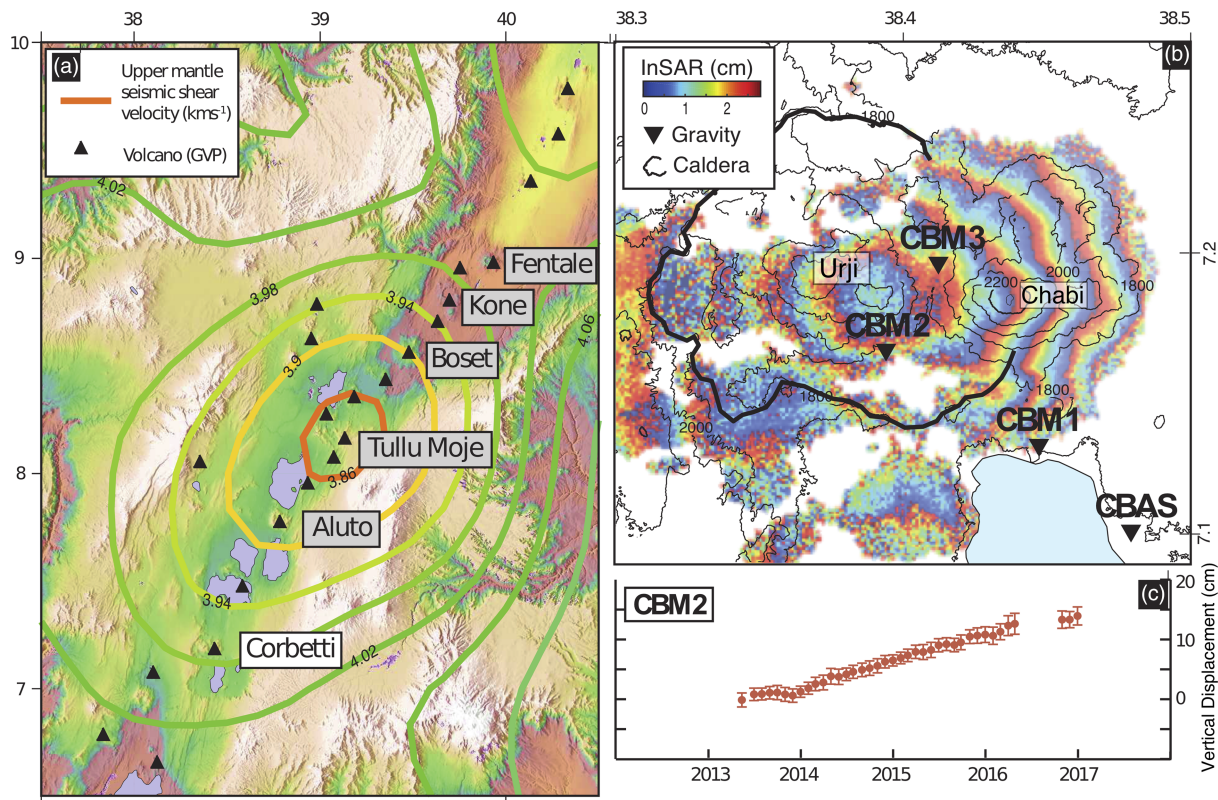 38
39
40
38.3
38.4
38.5
10
9
8
7
(a)
Upper mantle
seismic shear
velocity (kms-1)
Volcano (GVP)
4.02
3.98
3.94
3.9
4.06
3.86
3.94
4.02
Fentale
Kone
Boset
Tullu Moje
Aluto
Corbetti
(b)
InSAR (cm)
0
1
2
Gravity
Caldera
1800
CBM3
Urji
2000
2200
Chabi
1800
CBM2
1800
1800
2000
CBM1
CBAS
7.2
7.1
CBM2
(c)
20
10
0
Vertical Displacement (cm)
2013
2014
2015
2016
2017